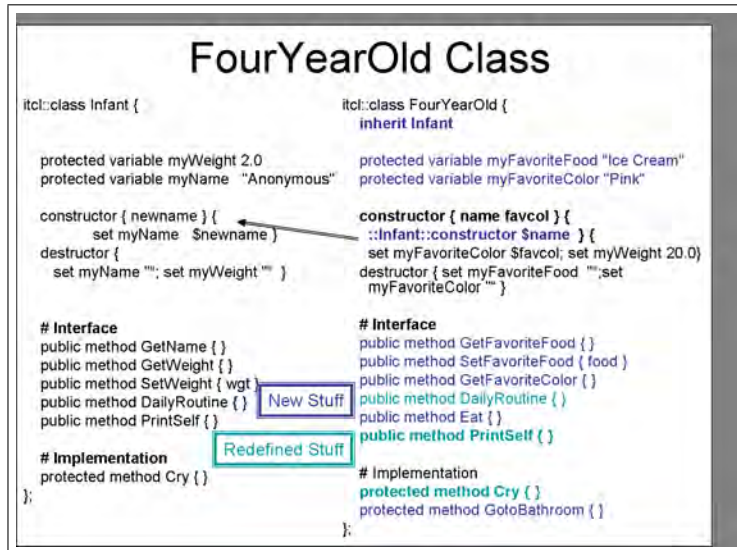 FourYearOld Class
itcl::class Infant {
protected variable myWeight 2.0
protected variable myName "Anonymous"
constructor { newname } {
set myName $newname }
destructor {
set myName ""; set myWeight "" }
# Interface
public method GetName { }
public method GetWeight { }
public method SetWeight { wgt }
public method DailyRoutine { }
public method PrintSelf { }
# Implementation
protected method Cry { }
};
New Stuff
Redefined Stuff
itcl::class FourYearOld {
inherit Infant
protected variable myFavoriteFood "Ice Cream"
protected variable myFavoriteColor "Pink"
constructor { name favcol } {
::Infant::constructor $name } {
set myFavoriteColor $favcol; set myWeight 20.0}
destructor { set myFavoriteFood "";set
myFavoriteColor "" }
# Interface
public method GetFavoriteFood { }
public method SetFavoriteFood { food }
public method GetFavoriteColor { }
public method DailyRoutine { }
public method Eat { }
public method PrintSelf { }
# Implementation
protected method Cry { }
protected method GotoBathroom { }
};